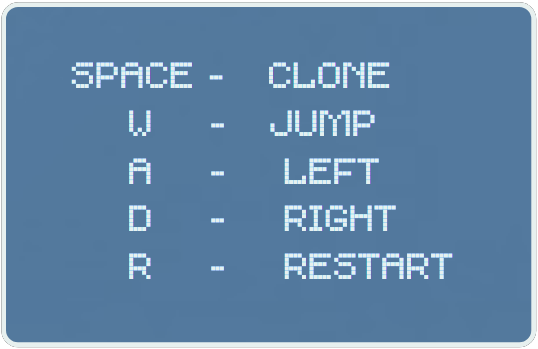 SPACE - CLONE
W - JUMP
A - LEFT
D - RIGHT
R - RESTART